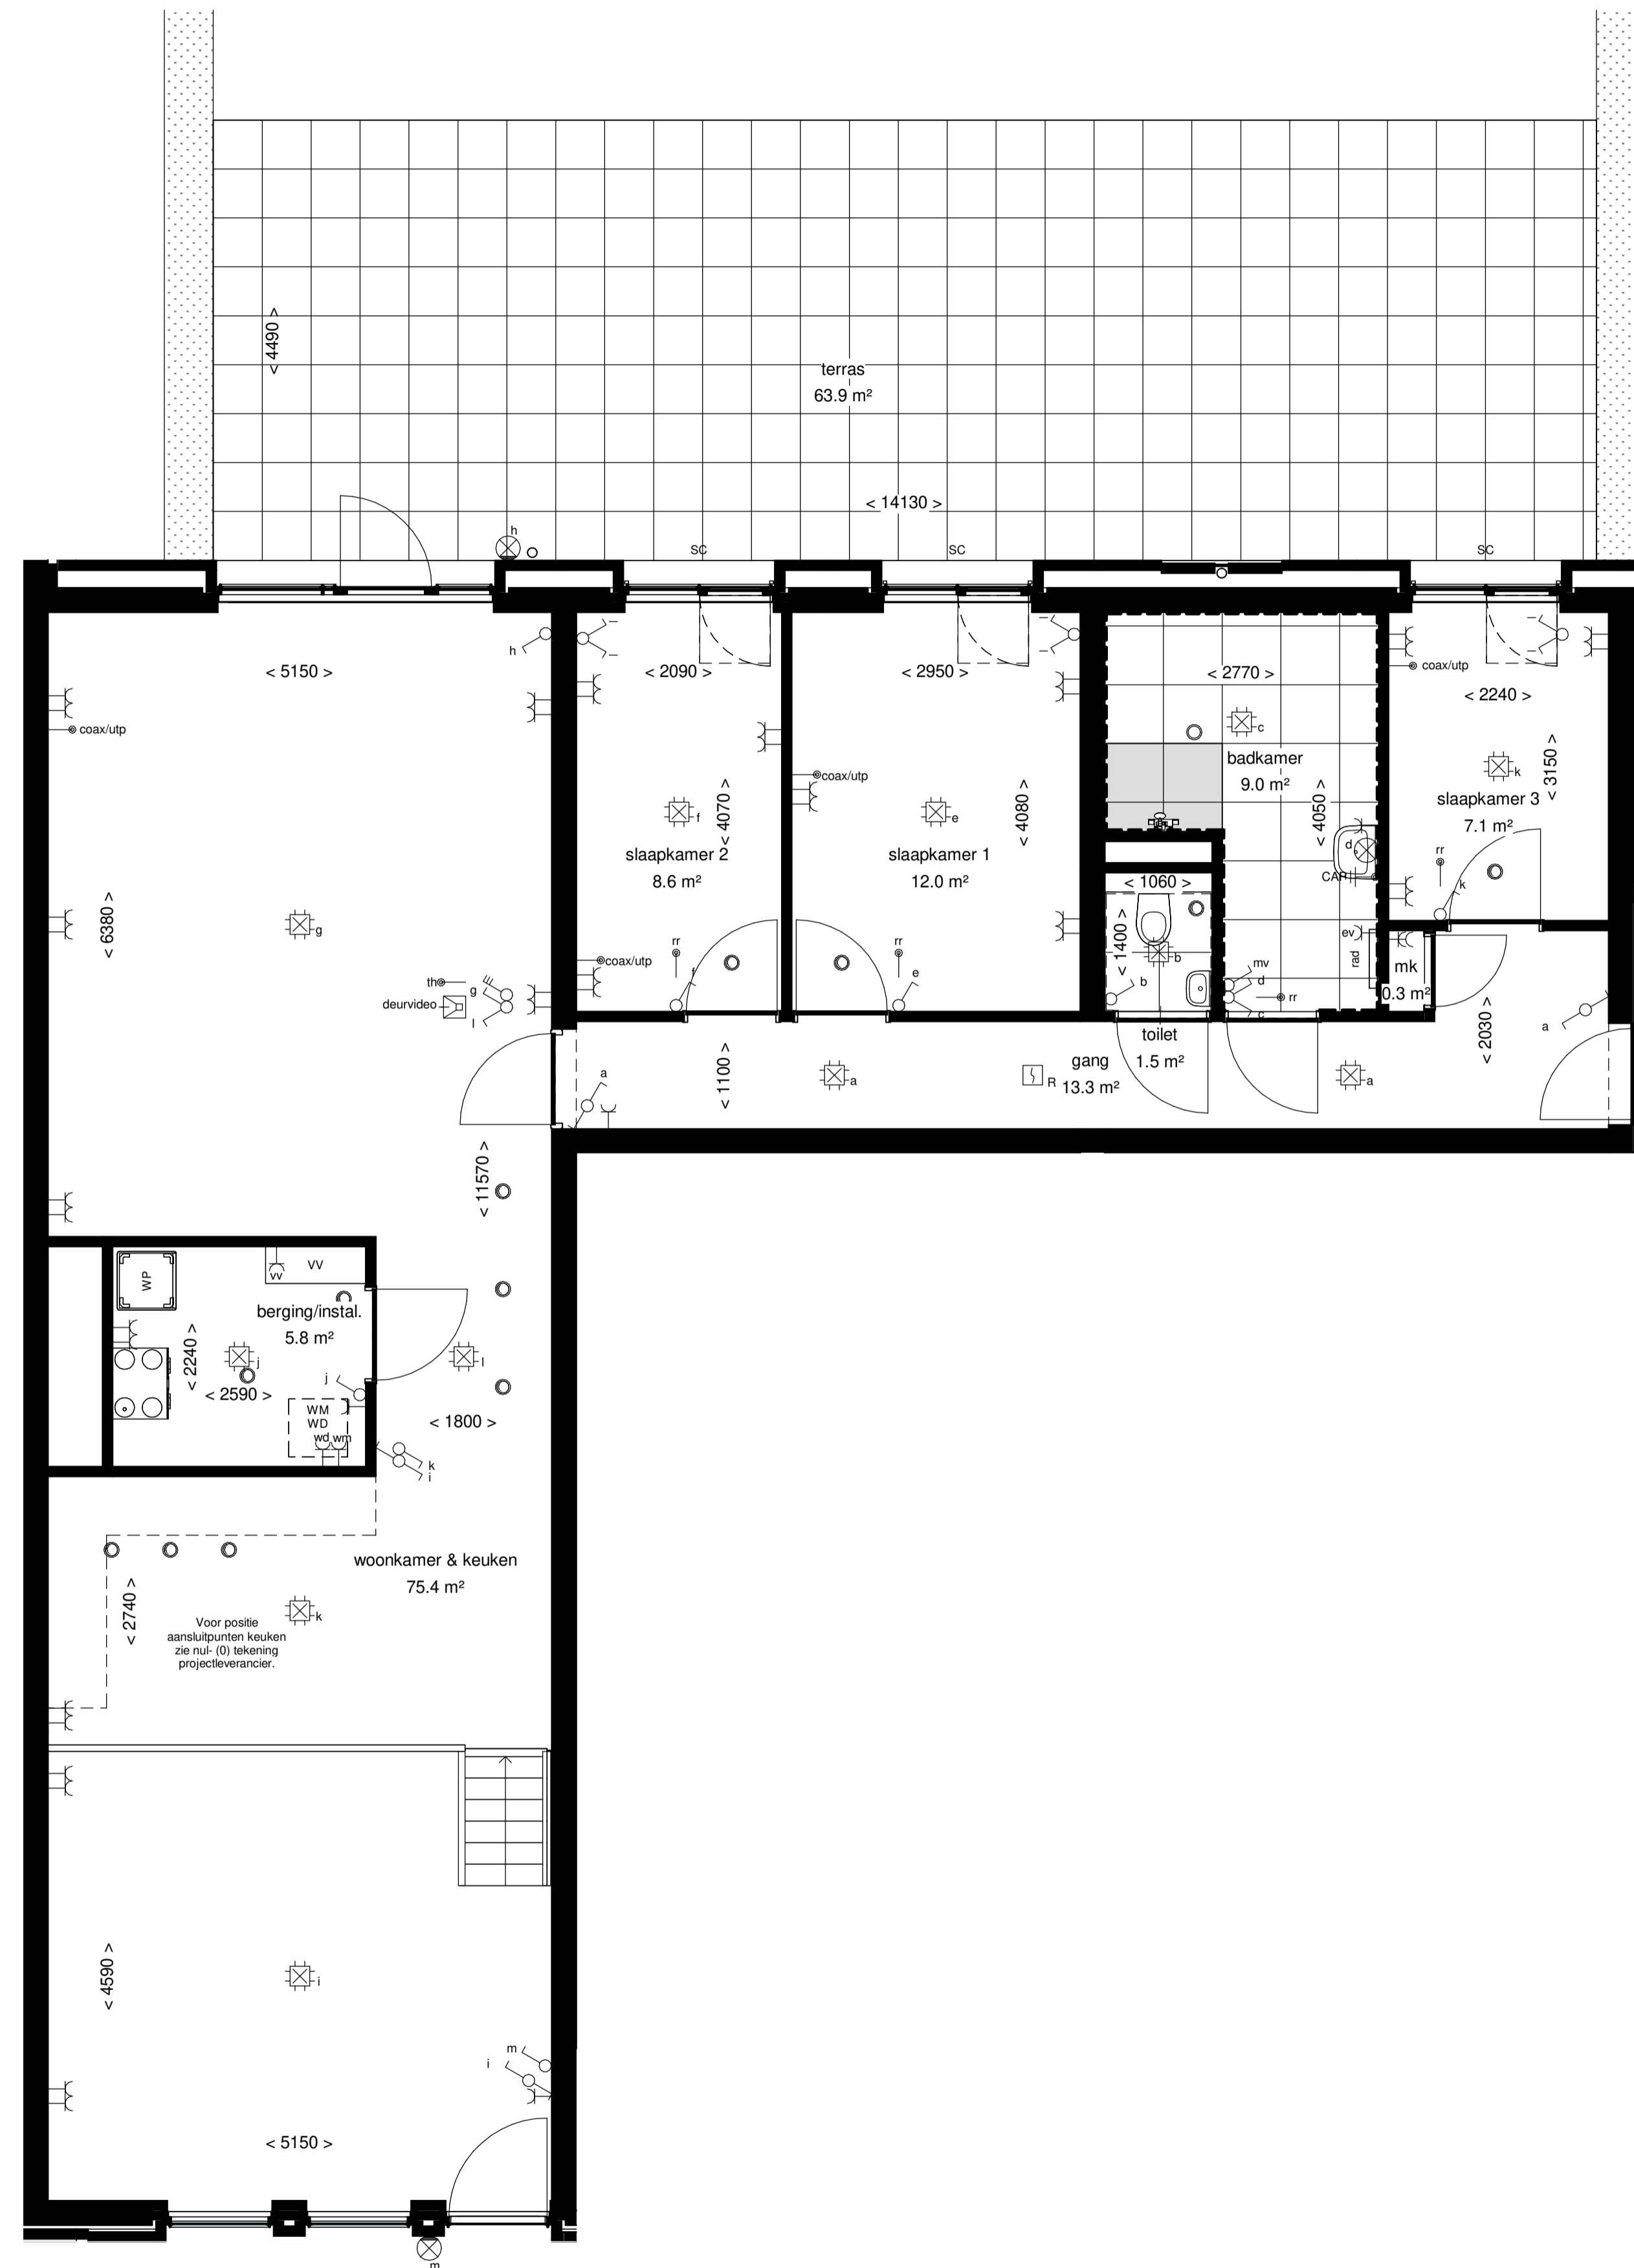 < 4490 >
terras
63.9 m²
< 14130 >
h
SC
SC
SC
h
< 5150 >
< 2090 >
< 2950 >
< 2770 >
coax/utp
< 2240 >
coax/utp
c
k
< 3150 >
badkamer
9.0 m²
coax/utp
slaapkamer 3
7.1 m²
f
< 4070 >
e
< 4080 >
< 4050 >
slaapkamer 2
8.6 m²
slaapkamer 1
12.0 m²
d
rr
k
< 1060 >
< 6380 >
g
< 1400 >
b
ev
rad
rr
f
rr
e
coax/utp
mk
0.3 m²
mv
d
rr
c
b
th
g
deurvideo
l
a
< 2030 >
toilet
1.5 m²
gang
13.3 m²
< 1100 >
a
R
a
a
< 11570 >
WP
vv
VV
berging/instal.
5.8 m²
< 2240 >
j
l
j
< 2590 >
WM
WD
wd wm
< 1800 >
k
i
woonkamer & keuken
75.4 m²
< 2740 >
k
Voor positie
aansluitpunten keuken
zie nul- (0) tekening
projectleverancier.
< 4590 >
i
m
i
< 5150 >
m